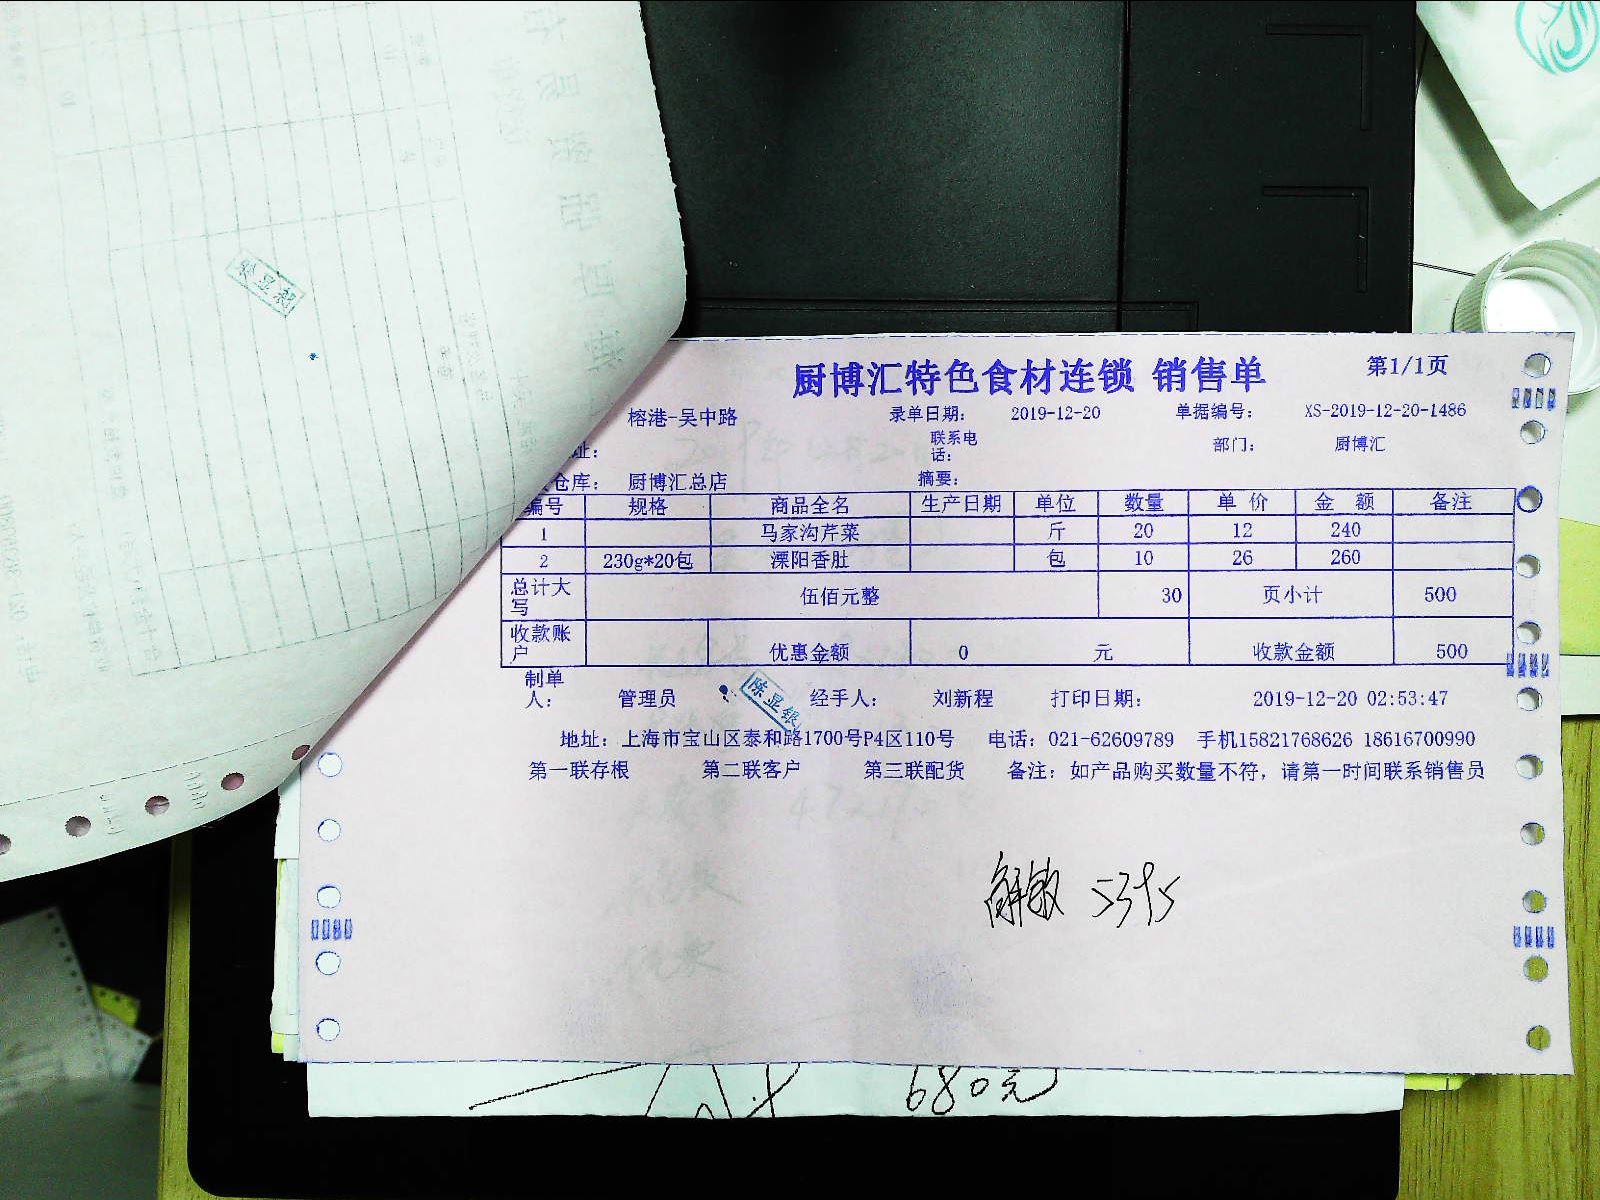 厨博汇特色食材连锁 销售单 第1/1页
榕港-吴中路 录单日期： 2019-12-20 单据编号： XS-2019-12-20-1486
址： 联系电话： 部门： 厨博汇
仓库： 厨博汇总店 摘要：
编号 规格 商品全名 生产日期 单位 数量 单价 金额 备注
1 马家沟芹菜 斤 20 12 240
2 230g*20包 溧阳香肚 包 10 26 260
总计大写 伍佰元整 30 页小计 500
收款账户 优惠金额 0 元 收款金额 500
制单人： 管理员 经手人： 刘新程 打印日期： 2019-12-20 02:53:47
陈显银
地址：上海市宝山区泰和路1700号P4区110号 电话：021-62609789 手机15821768626 18616700990
第一联存根 第二联客户 第三联配货 备注：如产品购买数量不符，请第一时间联系销售员
680元